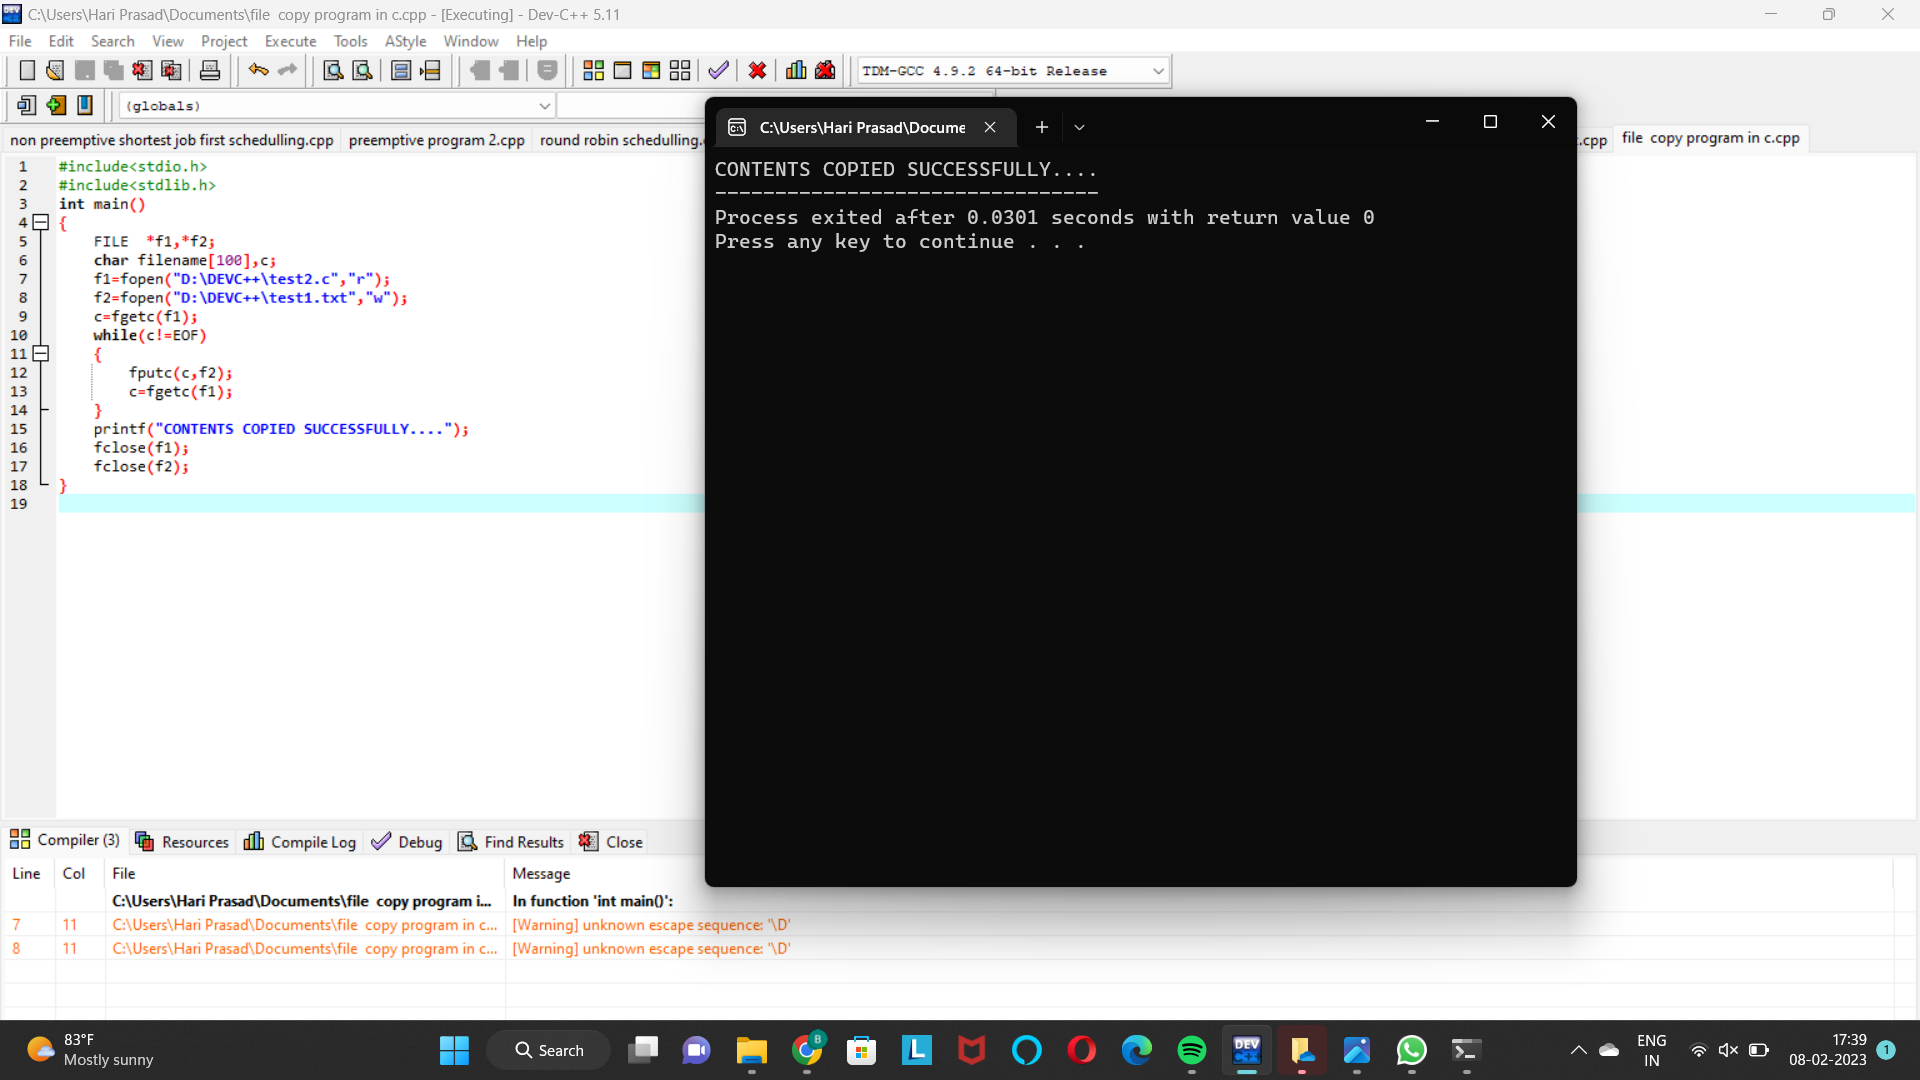 C:\Users\Hari Prasad\Documents\file  copy program in c.cpp - [Executing] - Dev-C++ 5.11
File Edit Search View Project Execute Tools AStyle Window Help
TDM-GCC 4.9.2 64-bit Release
(globals)
non preemptive shortest job first schedulling.cpp preemptive program 2.cpp round robin schedulling. .cpp file  copy program in c.cpp
1 #include<stdio.h>
2 #include<stdlib.h>
3 int main()
4 {
5 FILE  *f1,*f2;
6 char filename[100],c;
7 f1=fopen("D:\DEVC++\test2.c","r");
8 f2=fopen("D:\DEVC++\test1.txt","w");
9 c=fgetc(f1);
10 while(c!=EOF)
11 {
12 fputc(c,f2);
13 c=fgetc(f1);
14 }
15 printf("CONTENTS COPIED SUCCESSFULLY....");
16 fclose(f1);
17 fclose(f2);
18 }
19
C:\Users\Hari Prasad\Docume
CONTENTS COPIED SUCCESSFULLY....
--------------------------------
Process exited after 0.0301 seconds with return value 0
Press any key to continue . . .
Compiler (3) Resources Compile Log Debug Find Results Close
Line Col File Message
C:\Users\Hari Prasad\Documents\file  copy program i... In function 'int main()':
7 11 C:\Users\Hari Prasad\Documents\file  copy program in c... [Warning] unknown escape sequence: '\D'
8 11 C:\Users\Hari Prasad\Documents\file  copy program in c... [Warning] unknown escape sequence: '\D'
83°F
Mostly sunny
Search
B
L
DEV
C++
ENG
IN
17:39
08-02-2023
1